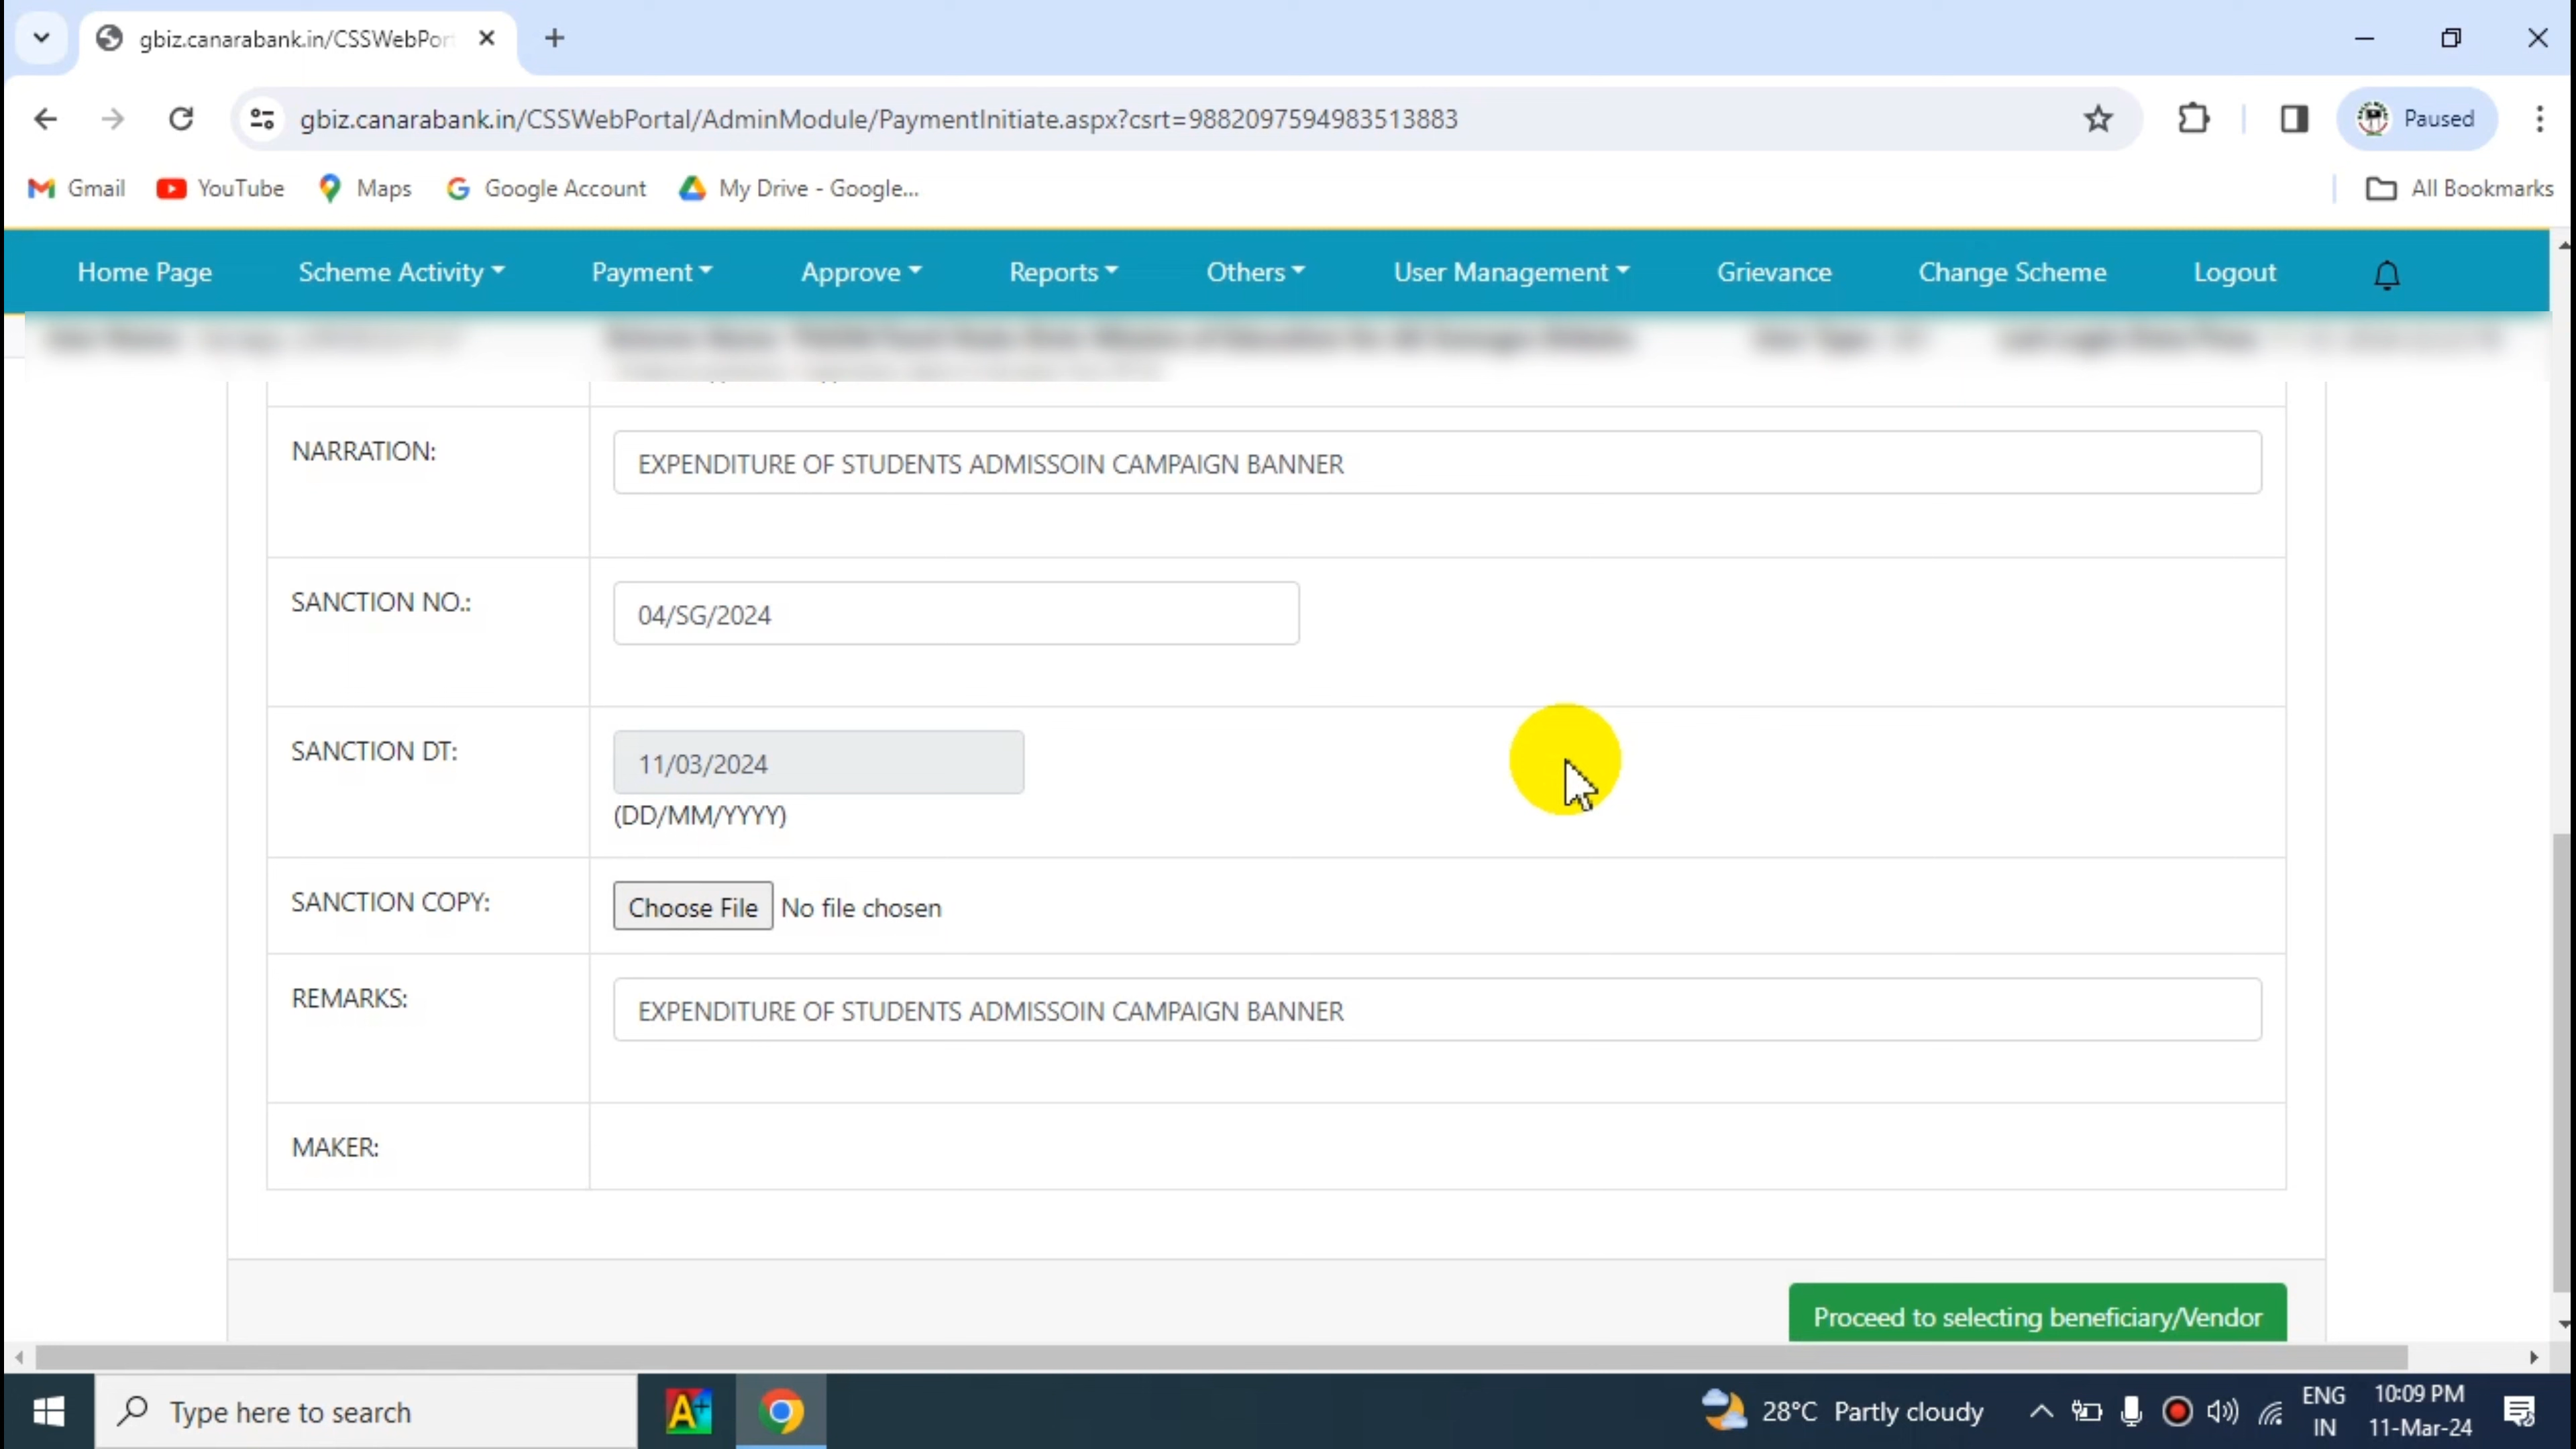 gbiz.canarabank.in/CSSWebPor
gbiz.canarabank.in/CSSWebPortal/AdminModule/PaymentInitiate.aspx?csrt=9882097594983513883
Paused
Gmail YouTube Maps Google Account My Drive - Google... All Bookmarks
Home Page Scheme Activity Payment Approve Reports Others User Management Grievance Change Scheme Logout
NARRATION: EXPENDITURE OF STUDENTS ADMISSOIN CAMPAIGN BANNER
SANCTION NO.: 04/SG/2024
SANCTION DT: 11/03/2024
(DD/MM/YYYY)
SANCTION COPY: Choose File No file chosen
REMARKS: EXPENDITURE OF STUDENTS ADMISSOIN CAMPAIGN BANNER
MAKER:
Proceed to selecting beneficiary/Vendor
Type here to search
28°C Partly cloudy
ENG
IN
10:09 PM
11-Mar-24